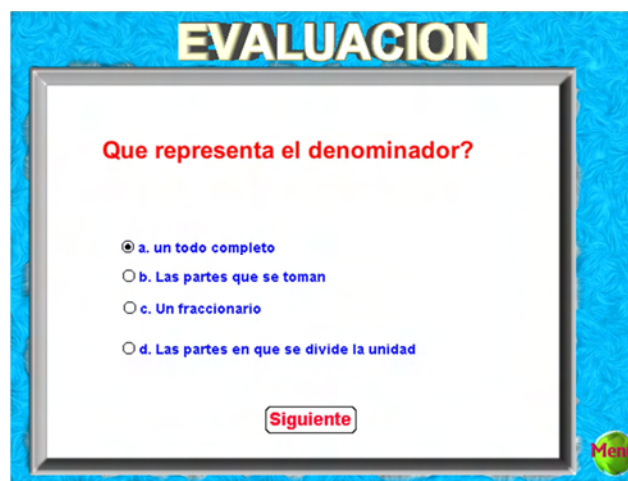 EVALUACION
Que representa el denominador?
a. un todo completo
b. Las partes que se toman
c. Un fraccionario
d. Las partes en que se divide la unidad
Siguiente
Men